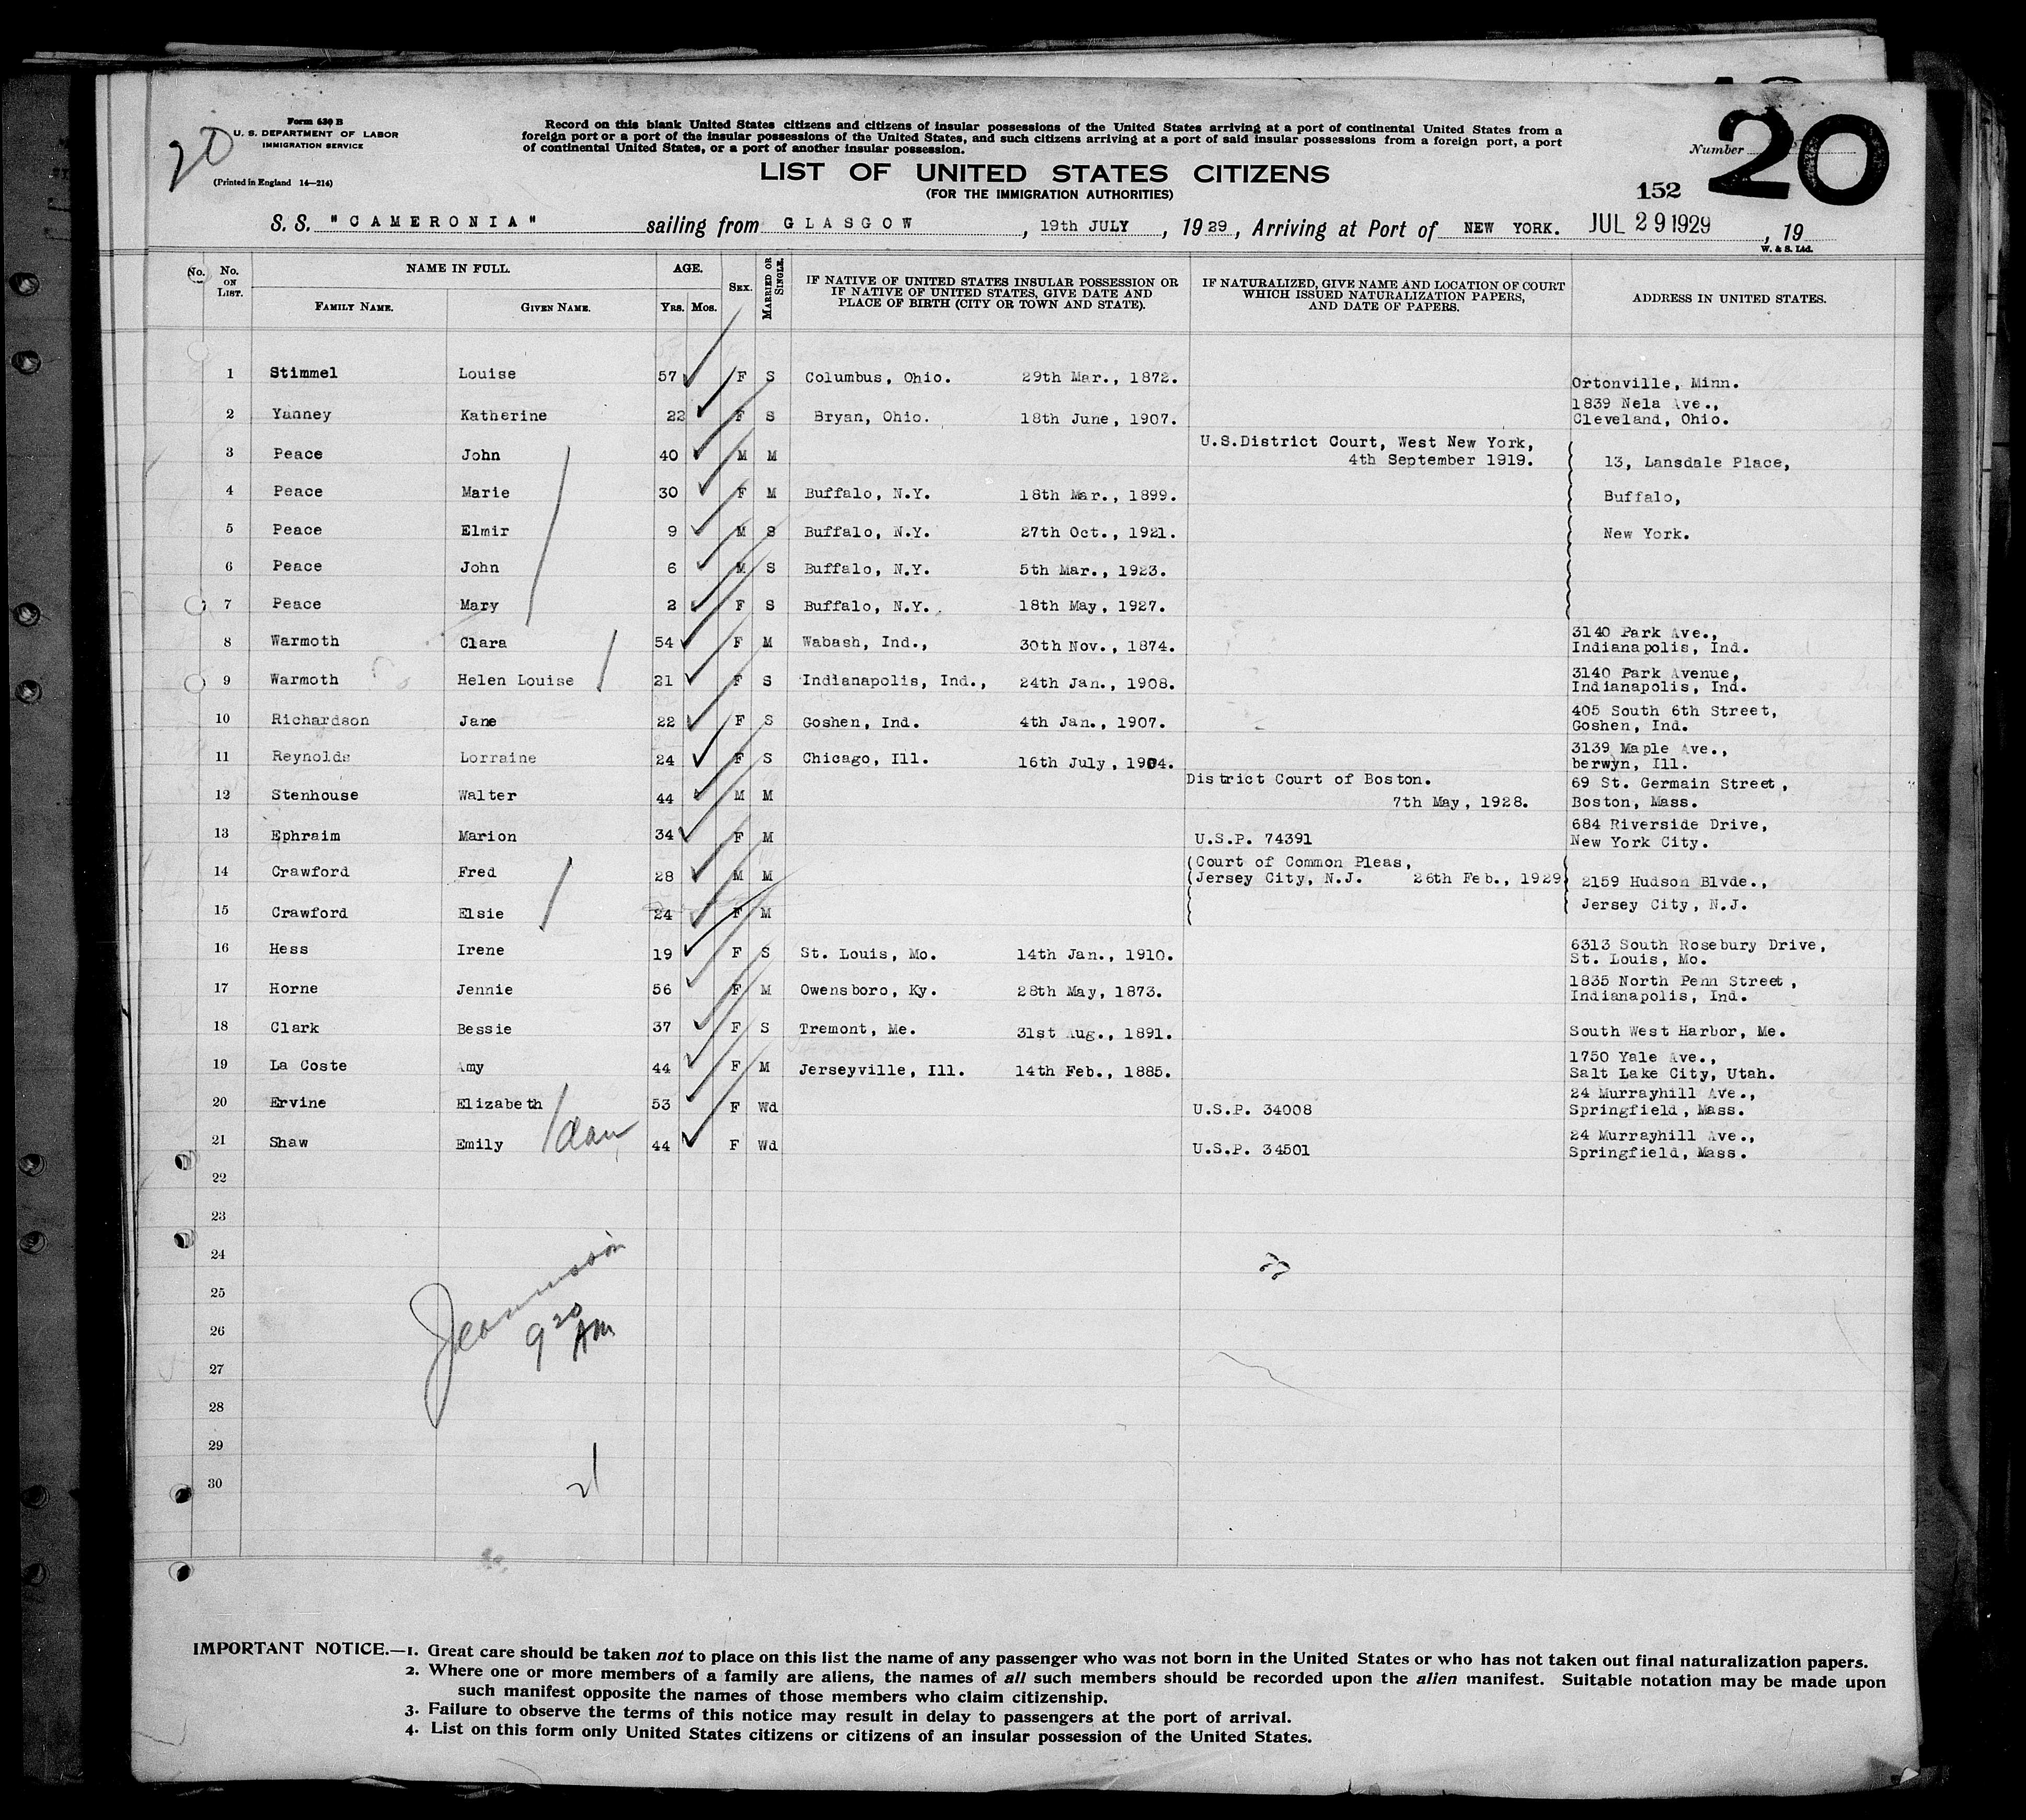 20
Form 630 B
U. S. DEPARTMENT OF LABOR
IMMIGRATION SERVICE
(Printed in England 14—214)
Record on this blank United States citizens and citizens of insular possessions of the United States arriving at a port of continental United States from a
foreign port or a port of the insular possessions of the United States, and such citizens arriving at a port of said insular possessions from a foreign port, a port
of continental United States, or a port of another insular possession.
LIST OF UNITED STATES CITIZENS
(FOR THE IMMIGRATION AUTHORITIES)
Number 20
152
S. S. "CAMERONIA" sailing from GLASGOW, 19th JULY, 1929, Arriving at Port of NEW YORK. JUL 29 1929, 19
W. & S. Ltd.
No. No. ON LIST. NAME IN FULL. AGE. SEX. MARRIED OR SINGLE. IF NATIVE OF UNITED STATES INSULAR POSSESSION OR IF NATIVE OF UNITED STATES, GIVE DATE AND PLACE OF BIRTH (CITY OR TOWN AND STATE). IF NATURALIZED, GIVE NAME AND LOCATION OF COURT WHICH ISSUED NATURALIZATION PAPERS, AND DATE OF PAPERS. ADDRESS IN UNITED STATES.
FAMILY NAME. GIVEN NAME. YRS. MOS.
1 Stimmel Louise 57 F S Columbus, Ohio. 29th Mar., 1872. Ortonville, Minn.
2 Yanney Katherine 22 F S Bryan, Ohio. 18th June, 1907. 1839 Nela Ave., Cleveland, Ohio.
3 Peace John 40 M M U.S.District Court, West New York, 4th September 1919. 13, Lansdale Place,
4 Peace Marie 30 F M Buffalo, N.Y. 18th Mar., 1899. Buffalo,
5 Peace Elmir 9 M S Buffalo, N.Y. 27th Oct., 1921. New York.
6 Peace John 6 M S Buffalo, N.Y. 5th Mar., 1923.
7 Peace Mary 2 F S Buffalo, N.Y. 18th May, 1927.
8 Warmoth Clara 54 F M Wabash, Ind., 30th Nov., 1874. 3140 Park Ave., Indianapolis, Ind.
9 Warmoth Helen Louise 21 F S Indianapolis, Ind., 24th Jan., 1908. 3140 Park Avenue, Indianapolis, Ind.
10 Richardson Jane 22 F S Goshen, Ind. 4th Jan., 1907. 405 South 6th Street, Goshen, Ind.
11 Reynolds Lorraine 24 F S Chicago, Ill. 16th July, 1904. 3139 Maple Ave., berwyn, Ill.
12 Stenhouse Walter 44 M M District Court of Boston. 7th May, 1928. 69 St. Germain Street, Boston, Mass.
13 Ephraim Marion 34 F M U.S.P. 74391 684 Riverside Drive, New York City.
14 Crawford Fred 28 M M (Court of Common Pleas, (Jersey City, N.J. 26th Feb., 1929 2159 Hudson Blvde.,
15 Crawford Elsie 24 F M Jersey City, N.J.
16 Hess Irene 19 F S St. Louis, Mo. 14th Jan., 1910. 6313 South Rosebury Drive, St. Louis, Mo.
17 Horne Jennie 56 F M Owensboro, Ky. 28th May, 1873. 1835 North Penn Street, Indianapolis, Ind.
18 Clark Bessie 37 F S Tremont, Me. 31st Aug., 1891. South West Harbor, Me.
19 La Coste Amy 44 F M Jerseyville, Ill. 14th Feb., 1885. 1750 Yale Ave., Salt Lake City, Utah.
20 Ervine Elizabeth 53 F Wd U.S.P. 34008 24 Murrayhill Ave., Springfield, Mass.
21 Shaw Emily 44 F Wd U.S.P. 34501 24 Murrayhill Ave., Springfield, Mass.
22
23
24
25
26
9 30 AM
27
28
29
30
21
IMPORTANT NOTICE.—1. Great care should be taken not to place on this list the name of any passenger who was not born in the United States or who has not taken out final naturalization papers.
2. Where one or more members of a family are aliens, the names of all such members should be recorded upon the alien manifest. Suitable notation may be made upon
such manifest opposite the names of those members who claim citizenship.
3. Failure to observe the terms of this notice may result in delay to passengers at the port of arrival.
4. List on this form only United States citizens or citizens of an insular possession of the United States.